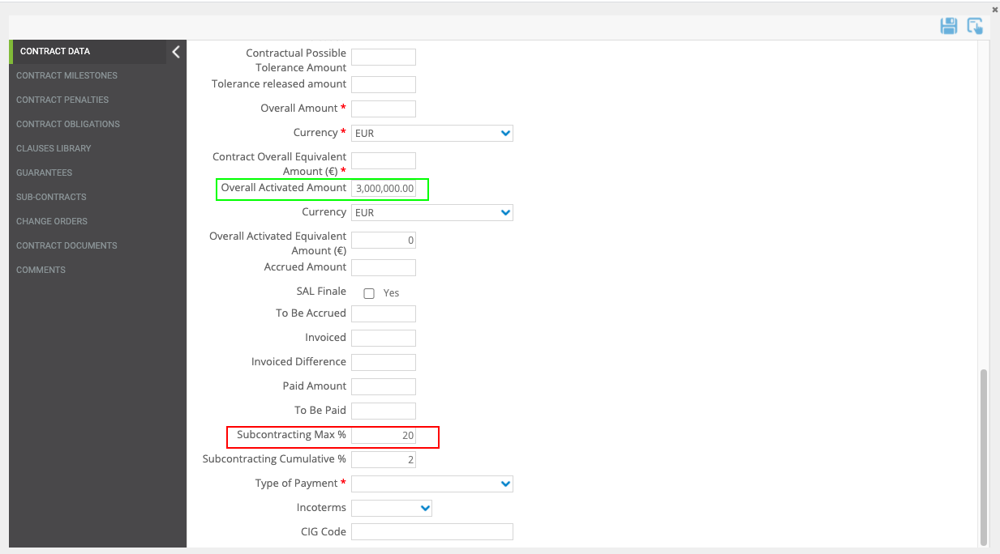 CONTRACT DATA
CONTRACT MILESTONES
CONTRACT PENALTIES
CONTRACT OBLIGATIONS
CLAUSES LIBRARY
GUARANTEES
SUB-CONTRACTS
CHANGE ORDERS
CONTRACT DOCUMENTS
COMMENTS
Contractual Possible
Tolerance Amount
Tolerance released amount
Overall Amount *
Currency * EUR
Contract Overall Equivalent
Amount (€) *
Overall Activated Amount 3,000,000.00
Currency EUR
Overall Activated Equivalent
Amount (€) 0
Accrued Amount
SAL Finale Yes
To Be Accrued
Invoiced
Invoiced Difference
Paid Amount
To Be Paid
Subcontracting Max % 20
Subcontracting Cumulative % 2
Type of Payment *
Incoterms
CIG Code